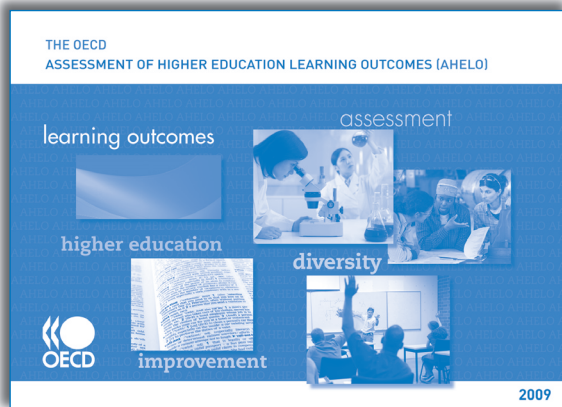 THE OECD
ASSESSMENT OF HIGHER EDUCATION LEARNING OUTCOMES (AHELO)
assessment
learning outcomes
higher education
diversity
improvement
OECD
2009